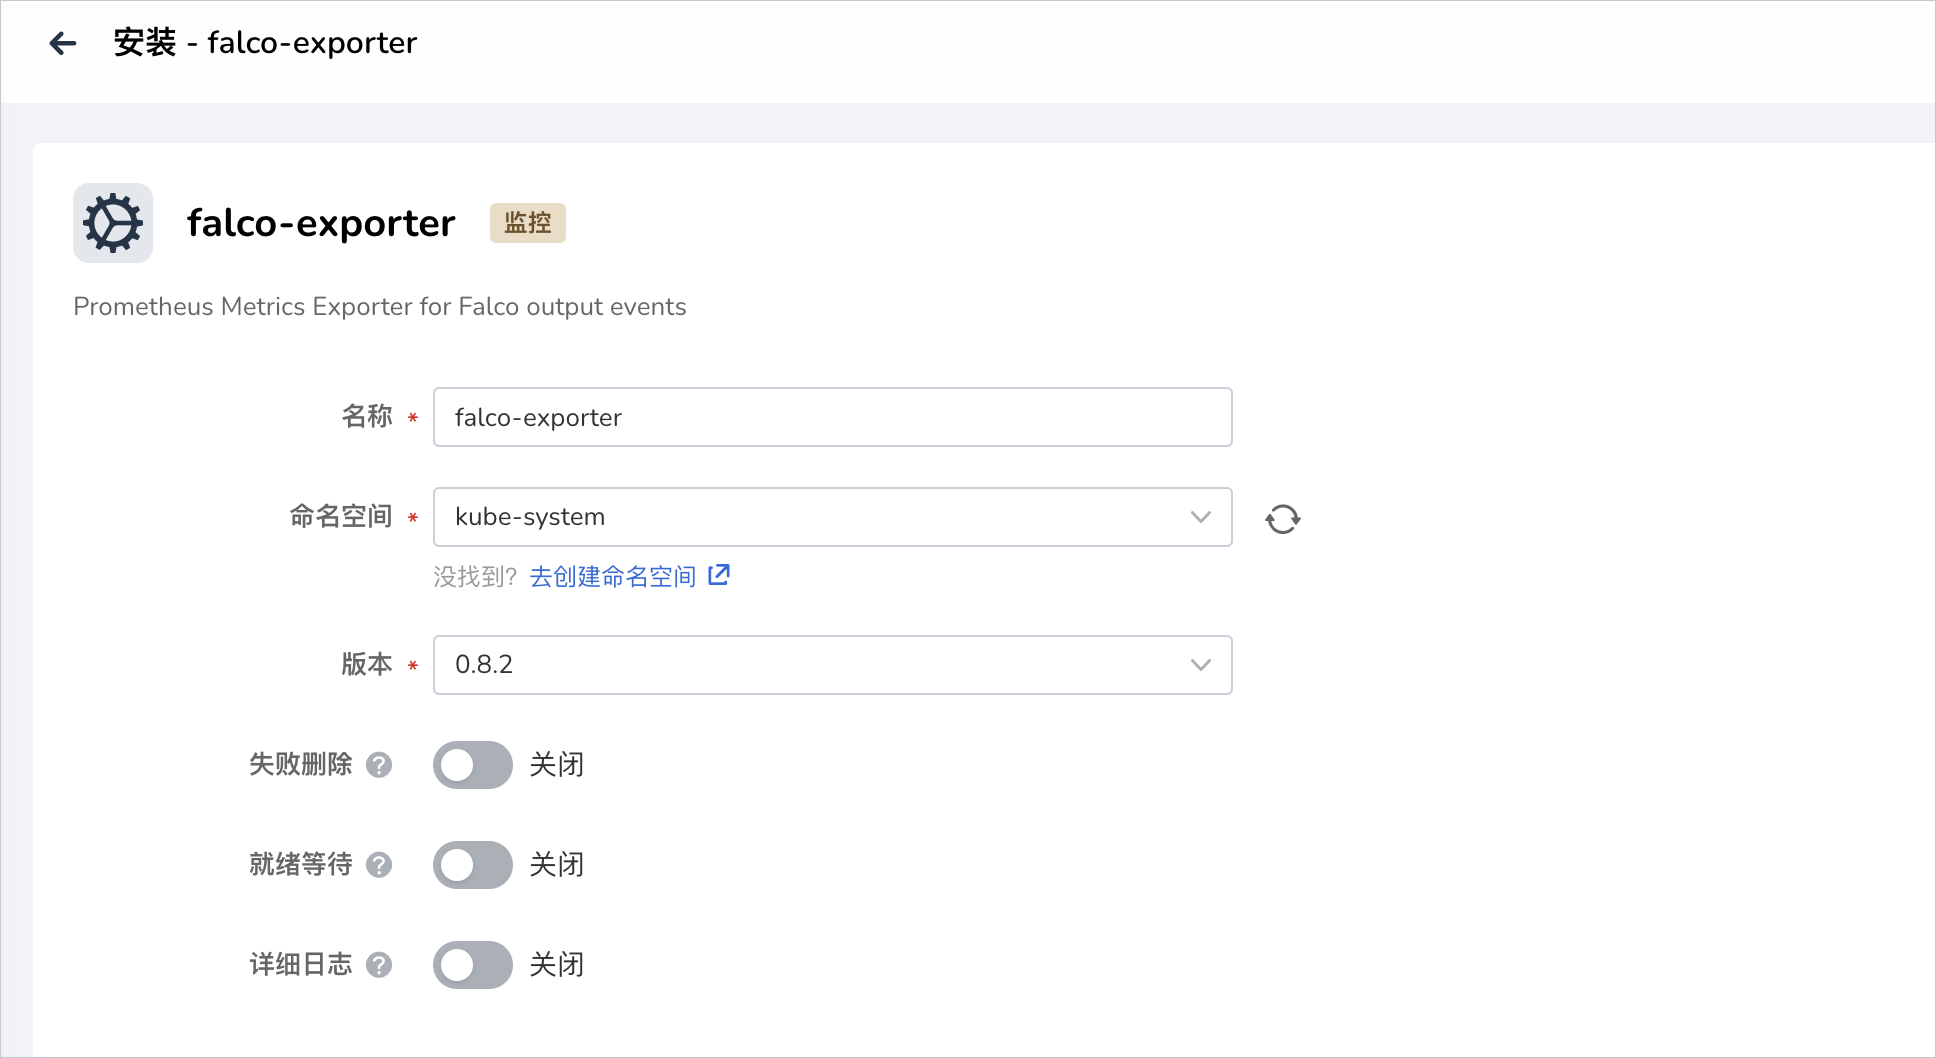 安装 - falco-exporter
falco-exporter 监控
Prometheus Metrics Exporter for Falco output events
名称 * falco-exporter
命名空间 * kube-system
没找到? 去创建命名空间
版本 * 0.8.2
失败删除 ? 关闭
就绪等待 ? 关闭
详细日志 ? 关闭